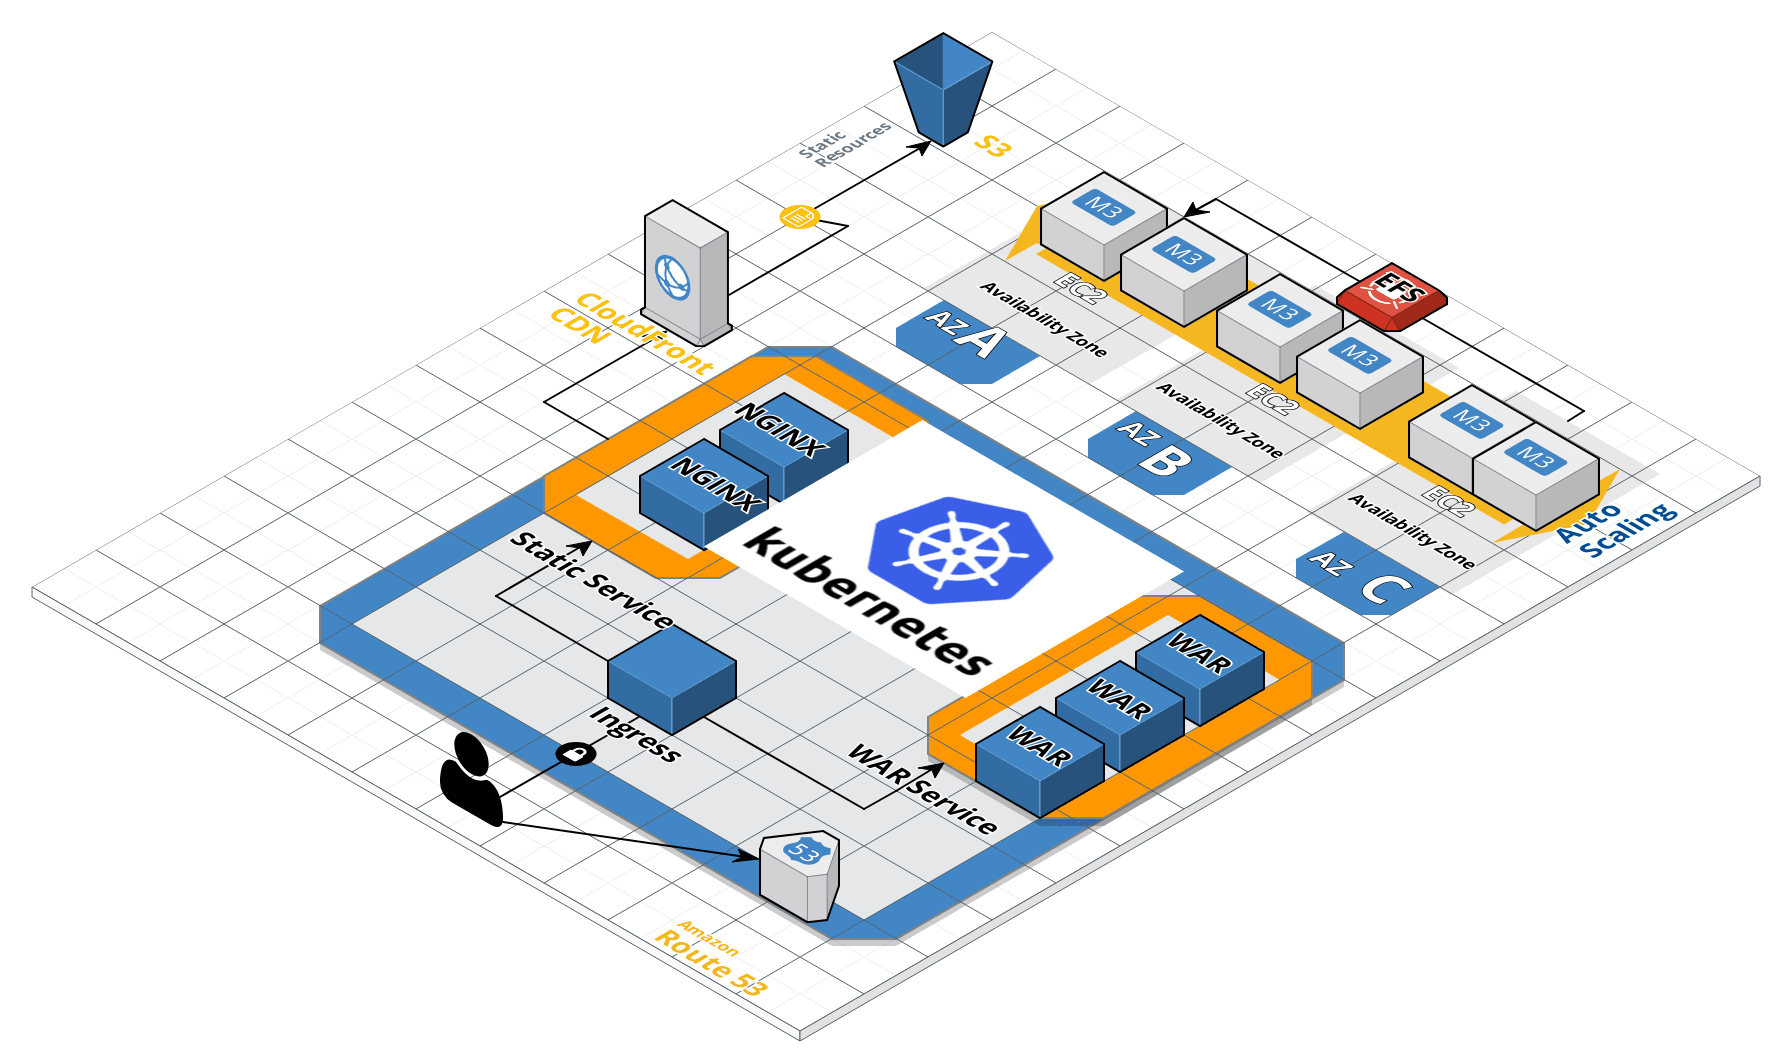 Static
Resources
S3
M3
M3
M3
M3
M3
M3
EFS
EC2
EC2
EC2
Availability Zone
AZ A
Availability Zone
AZ B
Availability Zone
AZ C
Auto
Scaling
CloudFront
CDN
NGINX
NGINX
Static Service
kubernetes
WAR
WAR
WAR
WAR Service
Ingress
53
Amazon
Route 53